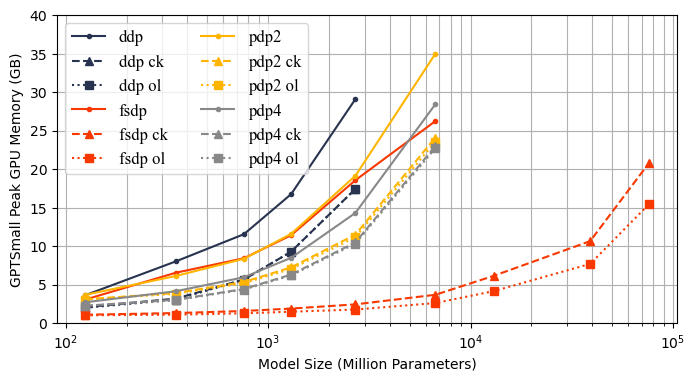 GPTSmall Peak GPU Memory (GB)
40
35
30
25
20
15
10
5
0
ddp
ddp ck
ddp ol
fsdp
fsdp ck
fsdp ol
pdp2
pdp2 ck
pdp2 ol
pdp4
pdp4 ck
pdp4 ol
10² 10³ 10⁴ 10⁵
Model Size (Million Parameters)